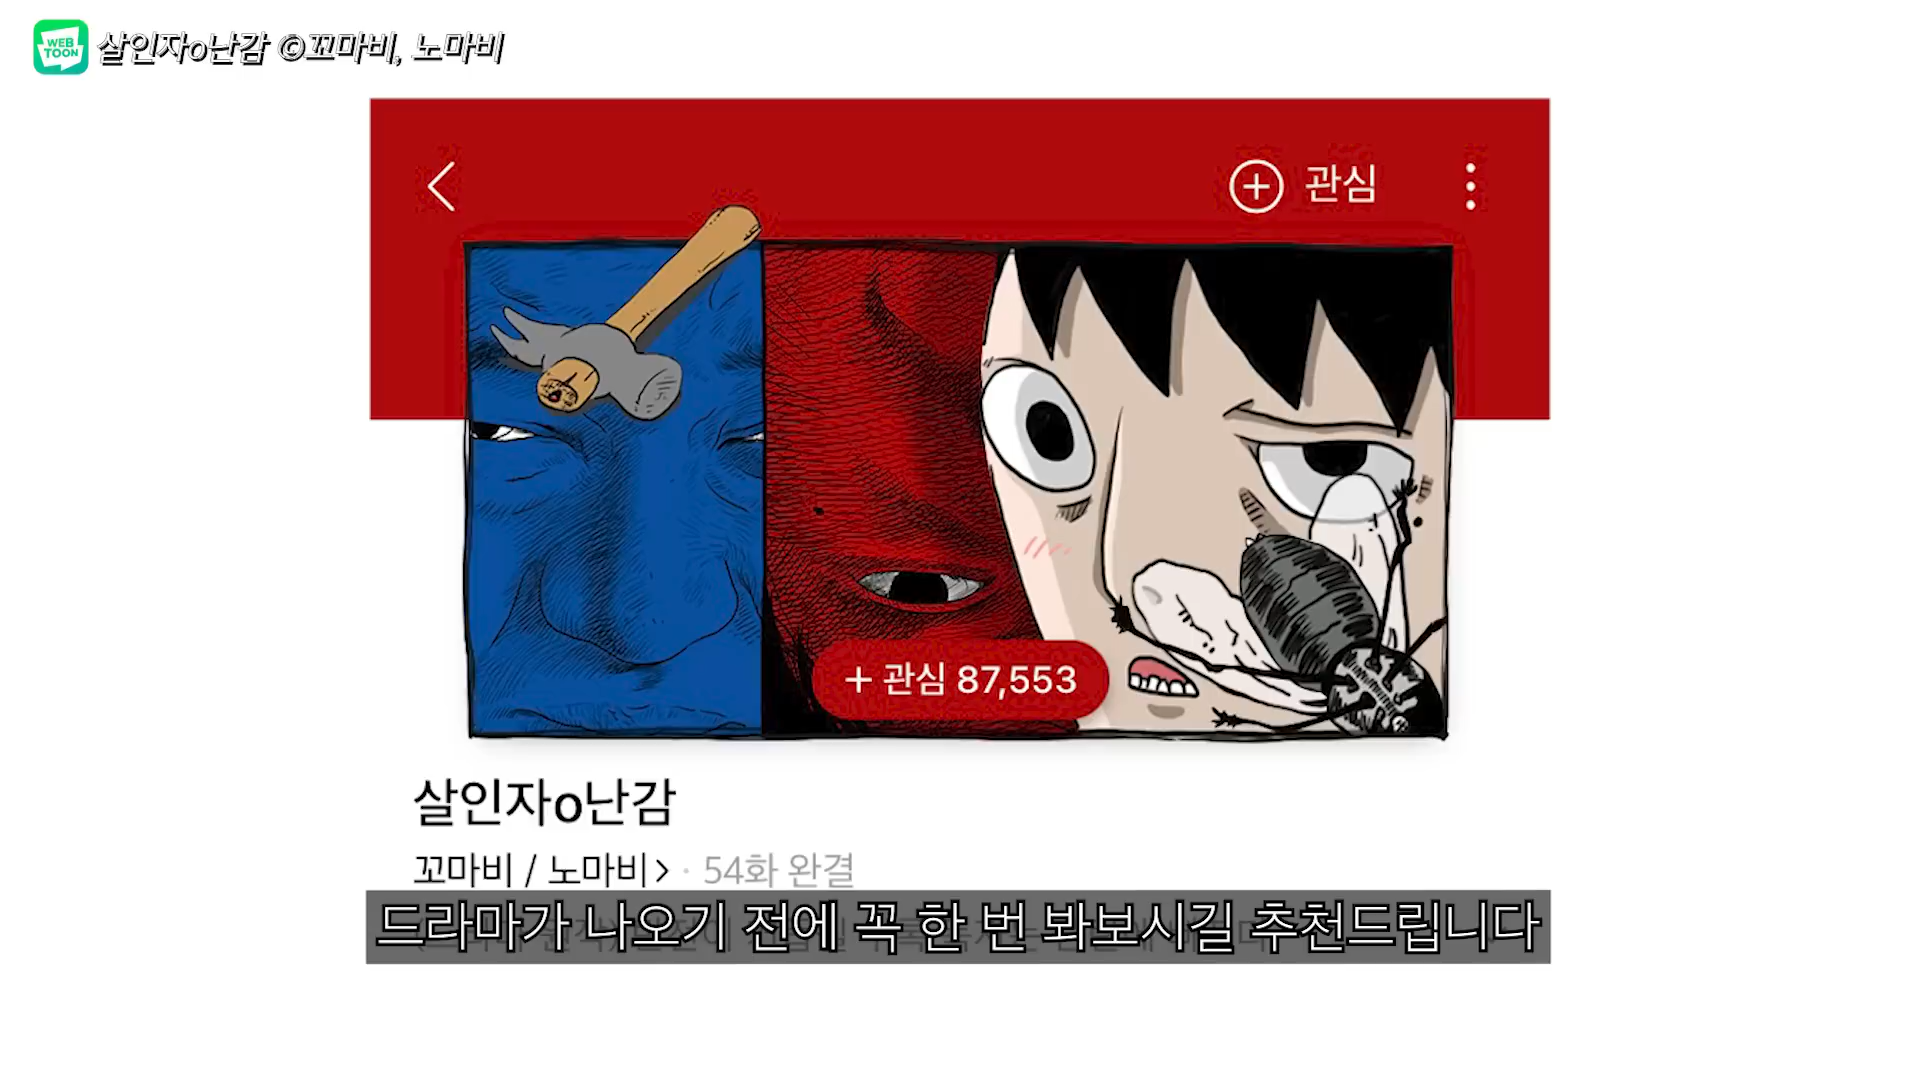 WEB
TOON
살인자o난감 ©꼬마비, 노마비
관심
+ 관심 87,553
살인자o난감
꼬마비 / 노마비 · 54화 완결
드라마가 나오기 전에 꼭 한 번 봐보시길 추천드립니다